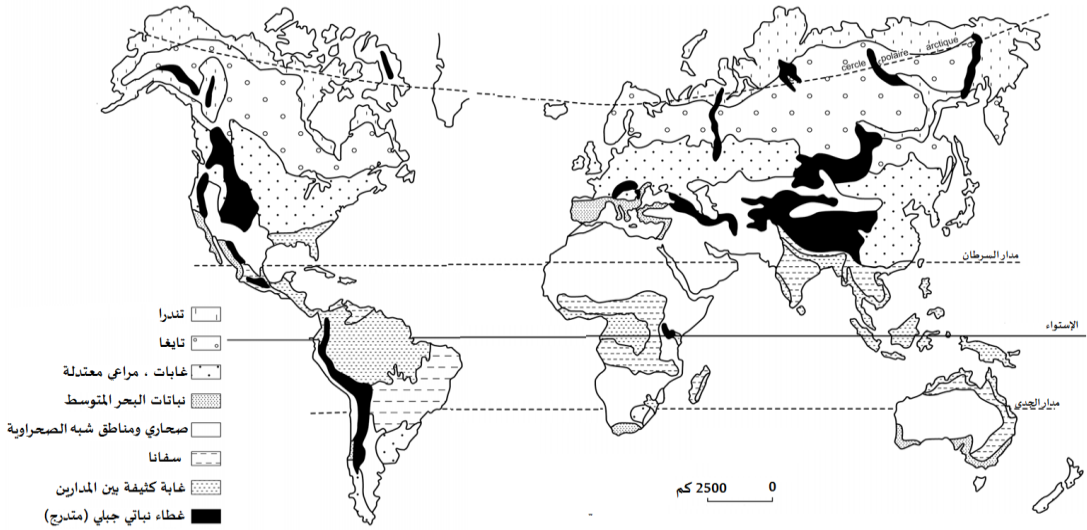 cercle polaire arctique
مدار السرطان
الإستواء
مدار الجدي
تندرا
تايغا
غابات ، مراعي معتدلة
نباتات البحر المتوسط
صحاري ومناطق شبه الصحراوية
سفانا
غابة كثيفة بين المدارين
غطاء نباتي جبلي (متدرج)
0 2500 كم